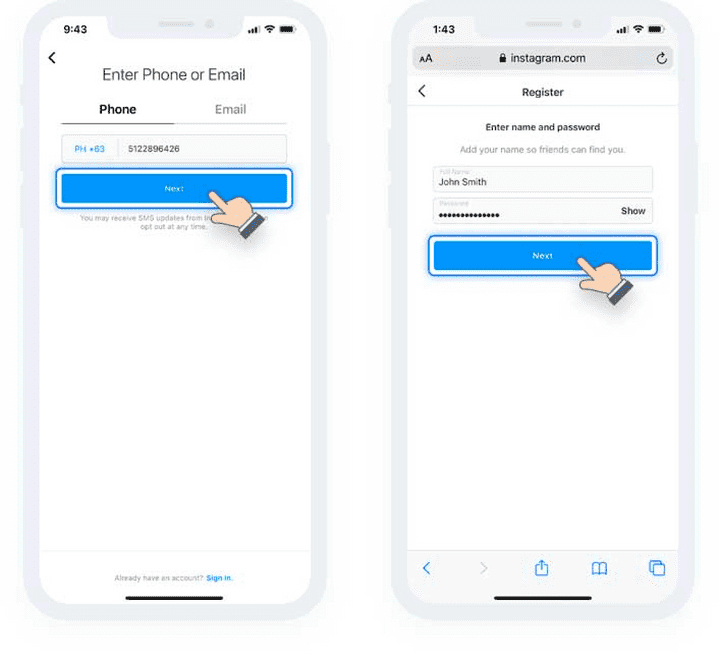 9:43
Enter Phone or Email
Phone
Email
PH +63
5122896426
Next
You may receive SMS updates from
opt out at any time.
Already have an account? Sign in.
1:43
AA
instagram.com
Register
Enter name and password
Add your name so friends can find you.
Full Name
John Smith
Password
••••••••••••••
Show
Next